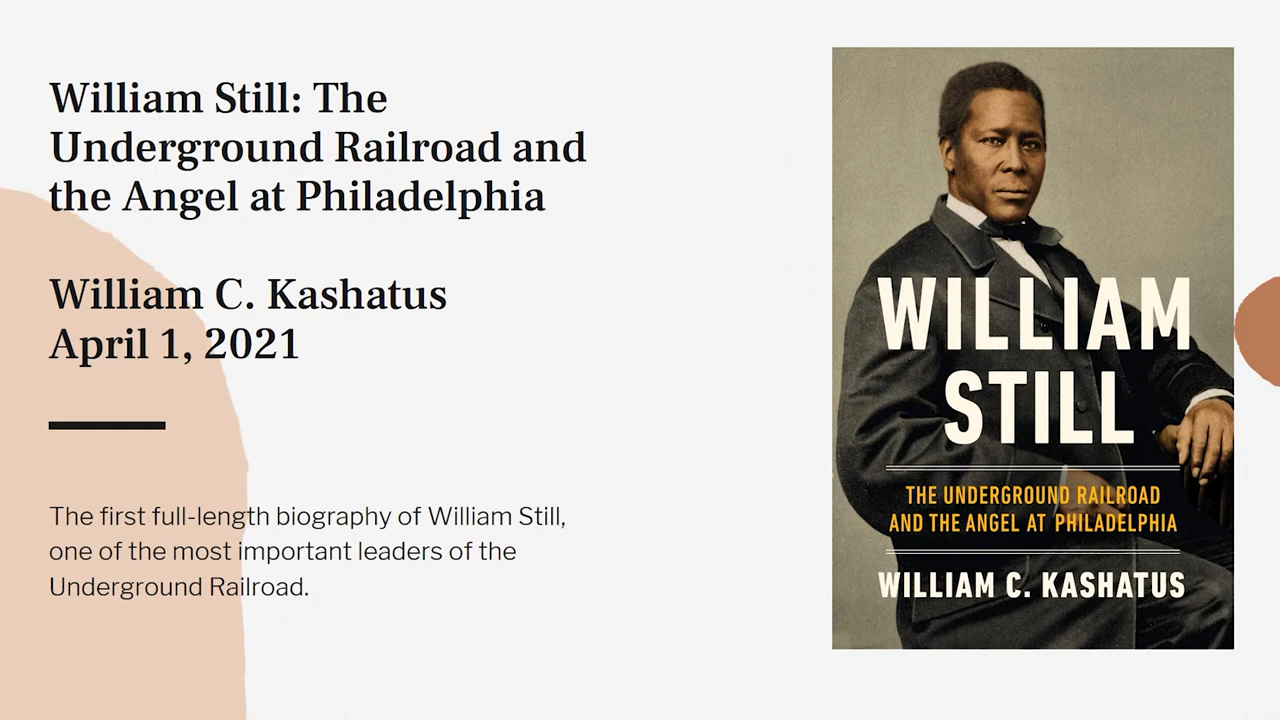 William Still: The
Underground Railroad and
the Angel at Philadelphia
William C. Kashatus
April 1, 2021
The first full-length biography of William Still,
one of the most important leaders of the
Underground Railroad.
WILLIAM
STILL
THE UNDERGROUND RAILROAD
AND THE ANGEL AT PHILADELPHIA
WILLIAM C. KASHATUS